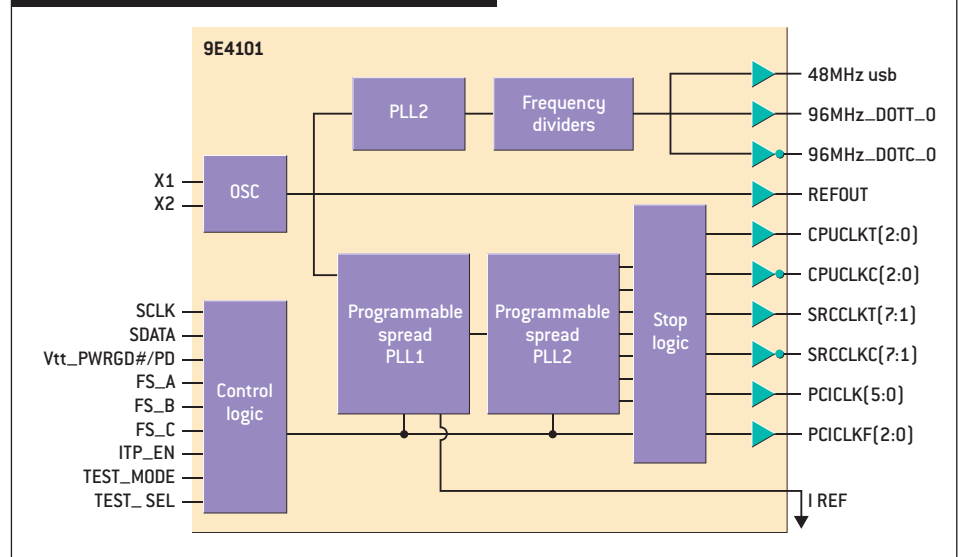 9E4101
PLL2
Frequency
dividers
48MHz usb
96MHz_DOTT_0
96MHz_DOTC_0
X1
X2
OSC
REFOUT
CPUCLKT(2:0)
CPUCLKC(2:0)
SRCCLKT(7:1)
SRCCLKC(7:1)
PCICLK(5:0)
PCICLKF(2:0)
I REF
SCLK
SDATA
Vtt_PWRGD#/PD
FS_A
FS_B
FS_C
ITP_EN
TEST_MODE
TEST_ SEL
Control
logic
Programmable
spread
PLL1
Programmable
spread
PLL2
Stop
logic